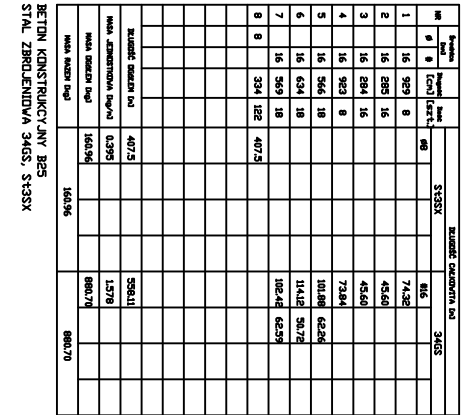 DŁUGOŚĆ CAŁKOWITA [m]
NR Średnica [mm] Długość [cm] Ilość [szt.] St3SX 34GS
ø # ø8 #16
1 16 929 8 74.32
2 16 285 16 45.60
3 16 284 16 45.60
4 16 923 8 73.84
5 16 566 18 101.88 62.26
6 16 634 18 114.12 50.72
7 16 569 18 102.42 62.59
8 8 334 122 407.5
DŁUGOŚĆ OGÓŁEM [m] 407.5 558.11
MASA JEDNOSTKOWA [kg/m] 0.395 1.578
MASA OGÓŁEM [kg] 160.96 880.70
MASA RAZEM [kg] 160.96 880.70
BETON KONSTRUKCYJNY B25
STAL ZBROJENIOWA 34GS, St3SX